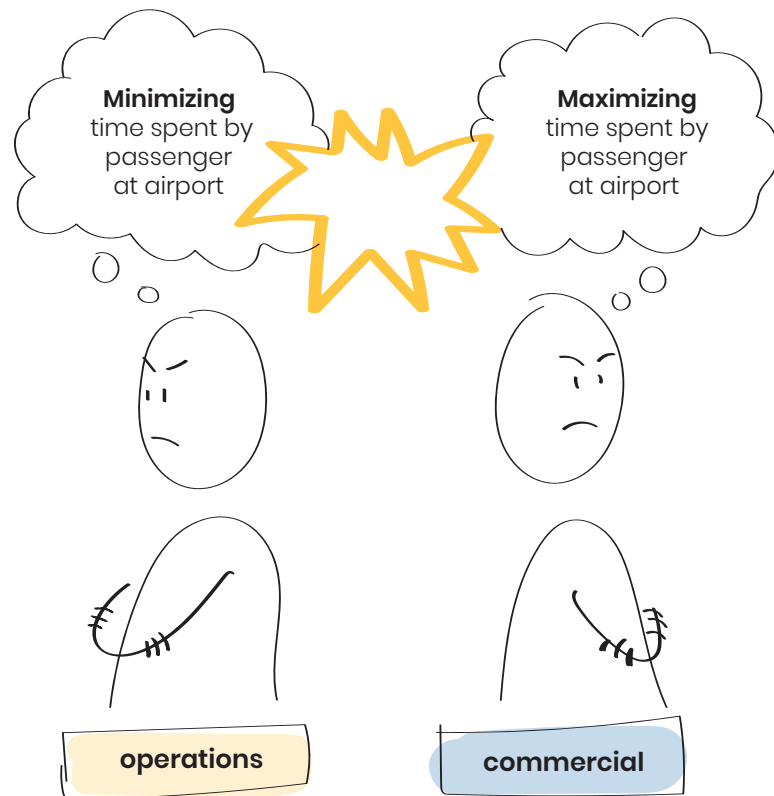 Minimizing
time spent by
passenger
at airport
Maximizing
time spent by
passenger
at airport
operations
commercial